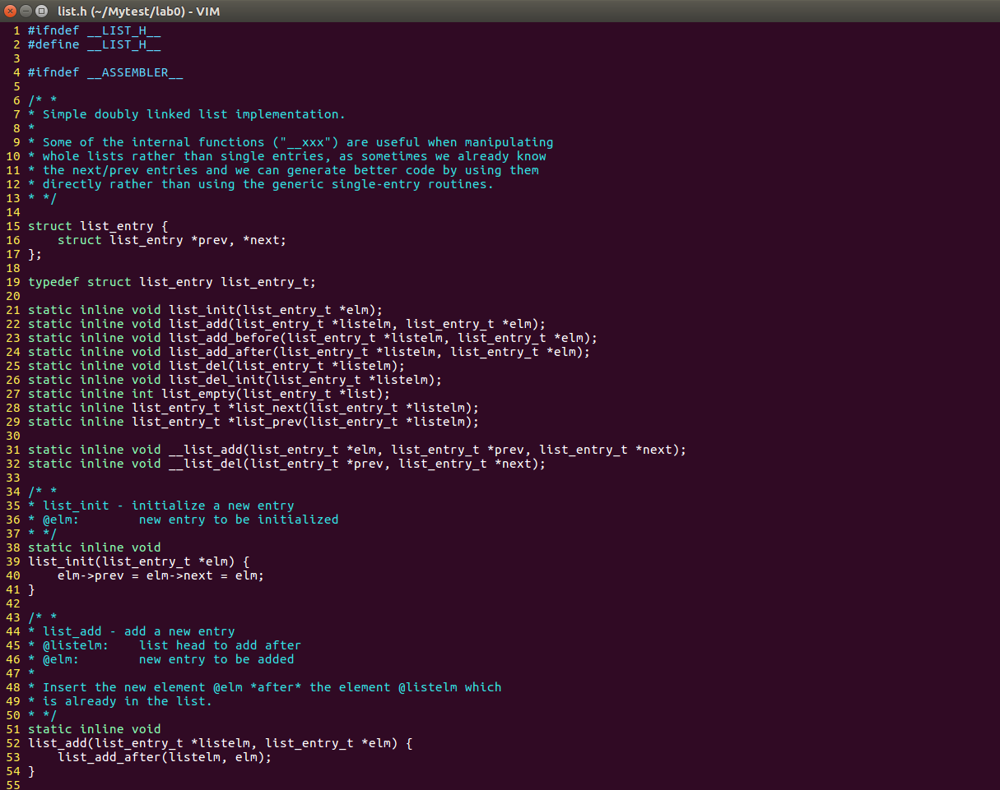 list.h (~/Mytest/lab0) - VIM
1 #ifndef __LIST_H__
2 #define __LIST_H__
3
4 #ifndef __ASSEMBLER__
5
6 /* *
7 * Simple doubly linked list implementation.
8 *
9 * Some of the internal functions ("__xxx") are useful when manipulating
10 * whole lists rather than single entries, as sometimes we already know
11 * the next/prev entries and we can generate better code by using them
12 * directly rather than using the generic single-entry routines.
13 * */
14
15 struct list_entry {
16     struct list_entry *prev, *next;
17 };
18
19 typedef struct list_entry list_entry_t;
20
21 static inline void list_init(list_entry_t *elm);
22 static inline void list_add(list_entry_t *listelm, list_entry_t *elm);
23 static inline void list_add_before(list_entry_t *listelm, list_entry_t *elm);
24 static inline void list_add_after(list_entry_t *listelm, list_entry_t *elm);
25 static inline void list_del(list_entry_t *listelm);
26 static inline void list_del_init(list_entry_t *listelm);
27 static inline int list_empty(list_entry_t *list);
28 static inline list_entry_t *list_next(list_entry_t *listelm);
29 static inline list_entry_t *list_prev(list_entry_t *listelm);
30
31 static inline void __list_add(list_entry_t *elm, list_entry_t *prev, list_entry_t *next);
32 static inline void __list_del(list_entry_t *prev, list_entry_t *next);
33
34 /* *
35 * list_init - initialize a new entry
36 * @elm:        new entry to be initialized
37 * */
38 static inline void
39 list_init(list_entry_t *elm) {
40     elm->prev = elm->next = elm;
41 }
42
43 /* *
44 * list_add - add a new entry
45 * @listelm:    list head to add after
46 * @elm:        new entry to be added
47 *
48 * Insert the new element @elm *after* the element @listelm which
49 * is already in the list.
50 * */
51 static inline void
52 list_add(list_entry_t *listelm, list_entry_t *elm) {
53     list_add_after(listelm, elm);
54 }
55